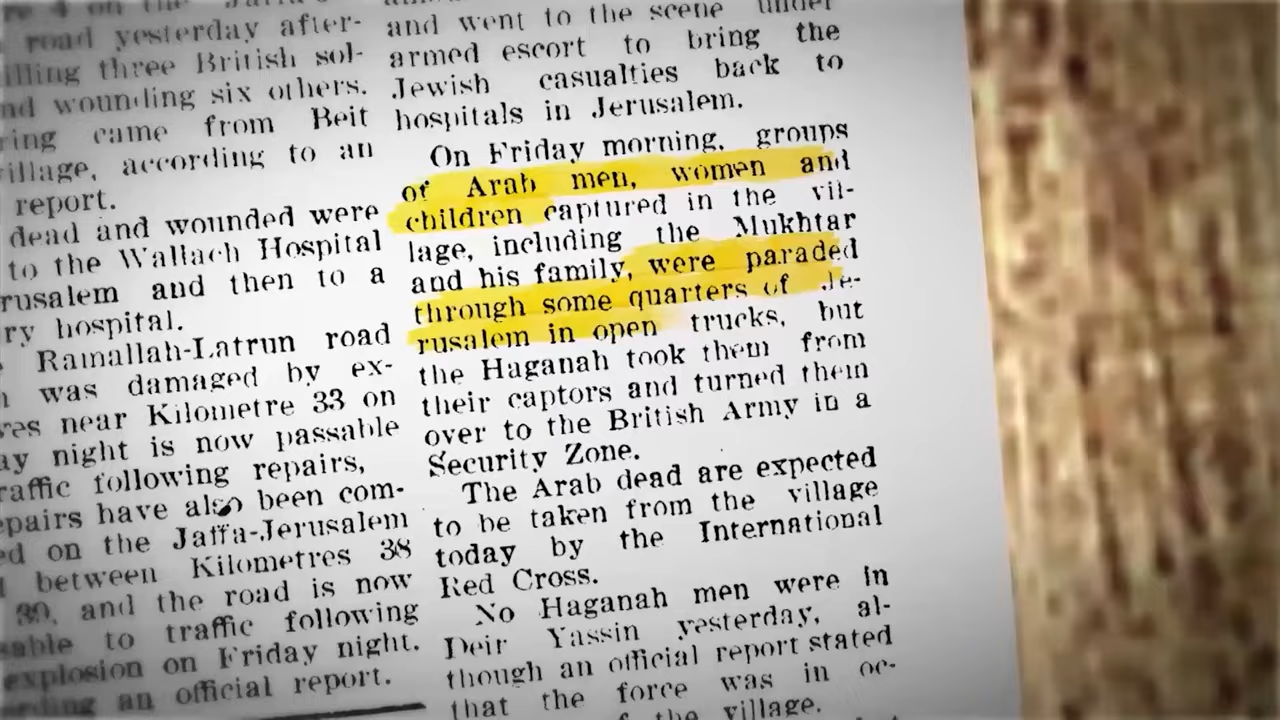 road yesterday after-
three British sol-
wounding six others.
came from Beit
according to an
report.
dead and wounded were
to the Wallach Hospital
and then to a
hospital.
Ramallah-Latrun road
was damaged by ex-
near Kilometre 33 on
night is now passable
following repairs,
have also been com-
on the Jaffa-Jerusalem
between Kilometres 38
39, and the road is now
to traffic following
explosion on Friday night.
an official report.
and went to the scene under
armed escort to bring the
Jewish casualties back to
hospitals in Jerusalem.
On Friday morning, groups
of Arab men, women and
children captured in the vil-
lage, including the Mukhtar
and his family, were paraded
through some quarters of Je-
rusalem in open trucks, but
the Haganah took them from
their captors and turned them
over to the British Army in a
Security Zone.
The Arab dead are expected
to be taken from the village
today by the International
Red Cross.
No Haganah men were in
Deir Yassin yesterday, al-
though an official report stated
that the force was in oc-
the village.